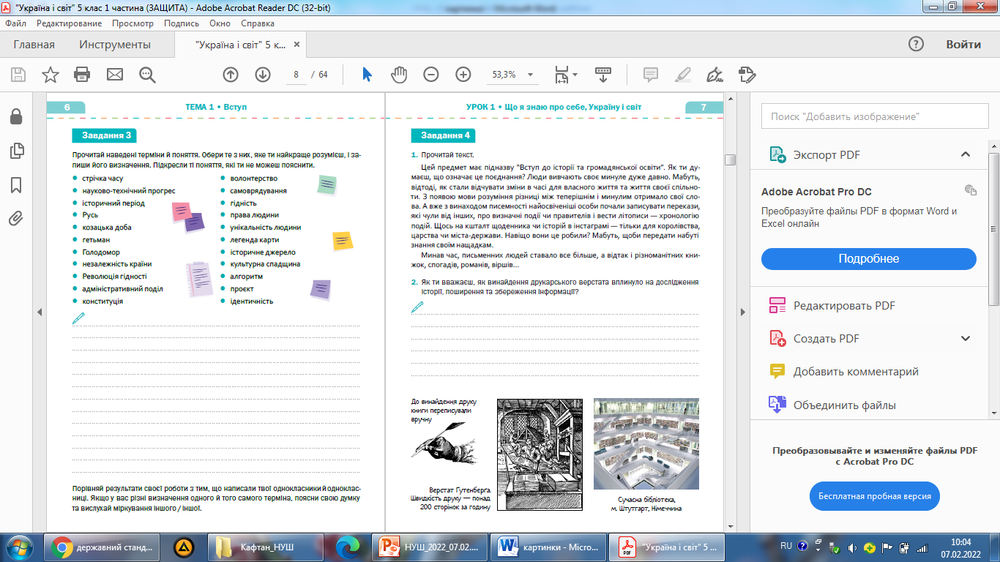 "Україна і світ" 5 клас 1 частина (ЗАЩИТА) - Adobe Acrobat Reader DC (32-bit)
Файл Редактирование Просмотр Подпись Окно Справка
Главная Инструменты "Україна і світ" 5 к... Войти
8 / 64 53,3%
6 ТЕМА 1 • Вступ
Завдання 3
Прочитай наведені терміни й поняття. Обери те з них, яке ти найкраще розумієш, і за-
пиши його визначення. Підкресли ті поняття, які ти не можеш пояснити.
стрічка часу
науково-технічний прогрес
історичний період
Русь
козацька доба
гетьман
Голодомор
незалежність країни
Революція гідності
адміністративний поділ
конституція
волонтерство
самоврядування
гідність
права людини
унікальність людини
легенда карти
історичне джерело
культурна спадщина
алгоритм
проєкт
ідентичність
Порівняй результати своєї роботи з тим, що написали твої однокласники й одноклас-
ниці. Якщо у вас різні визначення одного й того самого терміна, поясни свою думку
та вислухай міркування іншого / іншої.
УРОК 1 • Що я знаю про себе, Україну і світ 7
Завдання 4
1. Прочитай текст.
Цей предмет має підназву "Вступ до історії та громадянської освіти". Як ти ду-
маєш, що означає це поєднання? Люди вивчають своє минуле дуже давно. Мабуть,
відтоді, як стали відчувати зміни в часі для власного життя та життя своєї спільно-
ти. З появою мови розуміння різниці між теперішнім і минулим отримало свої сло-
ва. А вже з винаходом писемності найосвіченіші особи почали записувати перекази,
які чули від інших, про визначні події чи правителів і вести літописи — хронологію
подій. Щось на кшталт щоденника чи історій в інстаграмі — тільки для королівства,
царства чи міста-держави. Навіщо вони це робили? Мабуть, щоби передати набуті
знання своїм нащадкам.
Минав час, письменних людей ставало все більше, а відтак і різноманітних кни-
жок, спогадів, романів, віршів...
2. Як ти вважаєш, як винайдення друкарського верстата вплинуло на дослідження
історії, поширення та збереження інформації?
До винайдення друку
книги переписували
вручну
Верстат Ґутенберґа.
Швидкість друку — понад
200 сторінок за годину
Сучасна бібліотека,
м. Штутгарт, Німеччина
Поиск "Добавить изображение"
Экспорт PDF
Adobe Acrobat Pro DC
Преобразуйте файлы PDF в формат Word и
Excel онлайн
Подробнее
Редактировать PDF
Создать PDF
Добавить комментарий
Объединить файлы
Преобразовывайте и изменяйте файлы PDF
с Acrobat Pro DC
Бесплатная пробная версия
державний станд... Кафтан_НУШ НУШ_2022_07.02.... картинки - Micro... "Україна і світ" 5 ... RU 10:04
07.02.2022